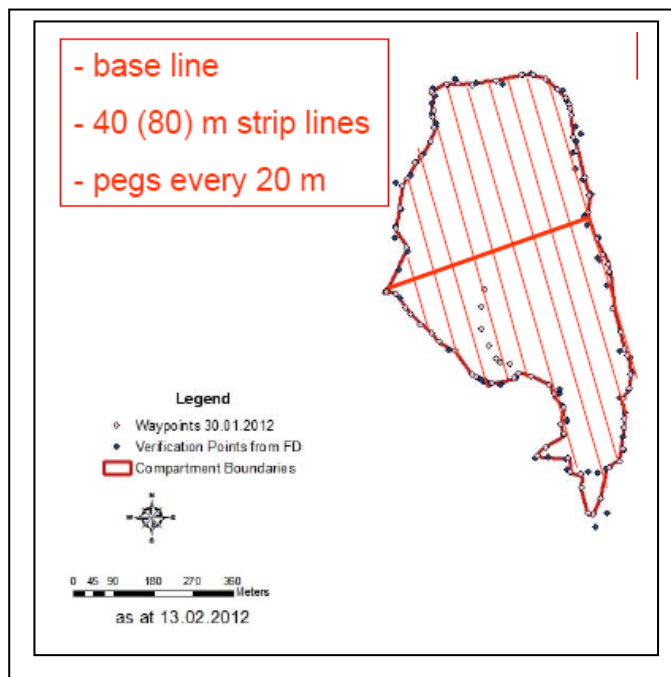 - base line
- 40 (80) m strip lines
- pegs every 20 m
Legend
Waypoints 30.01.2012
Verification Points from FD
Compartment Boundaries
N
W
E
S
0 45 90 180 270 360
Meters
as at 13.02.2012